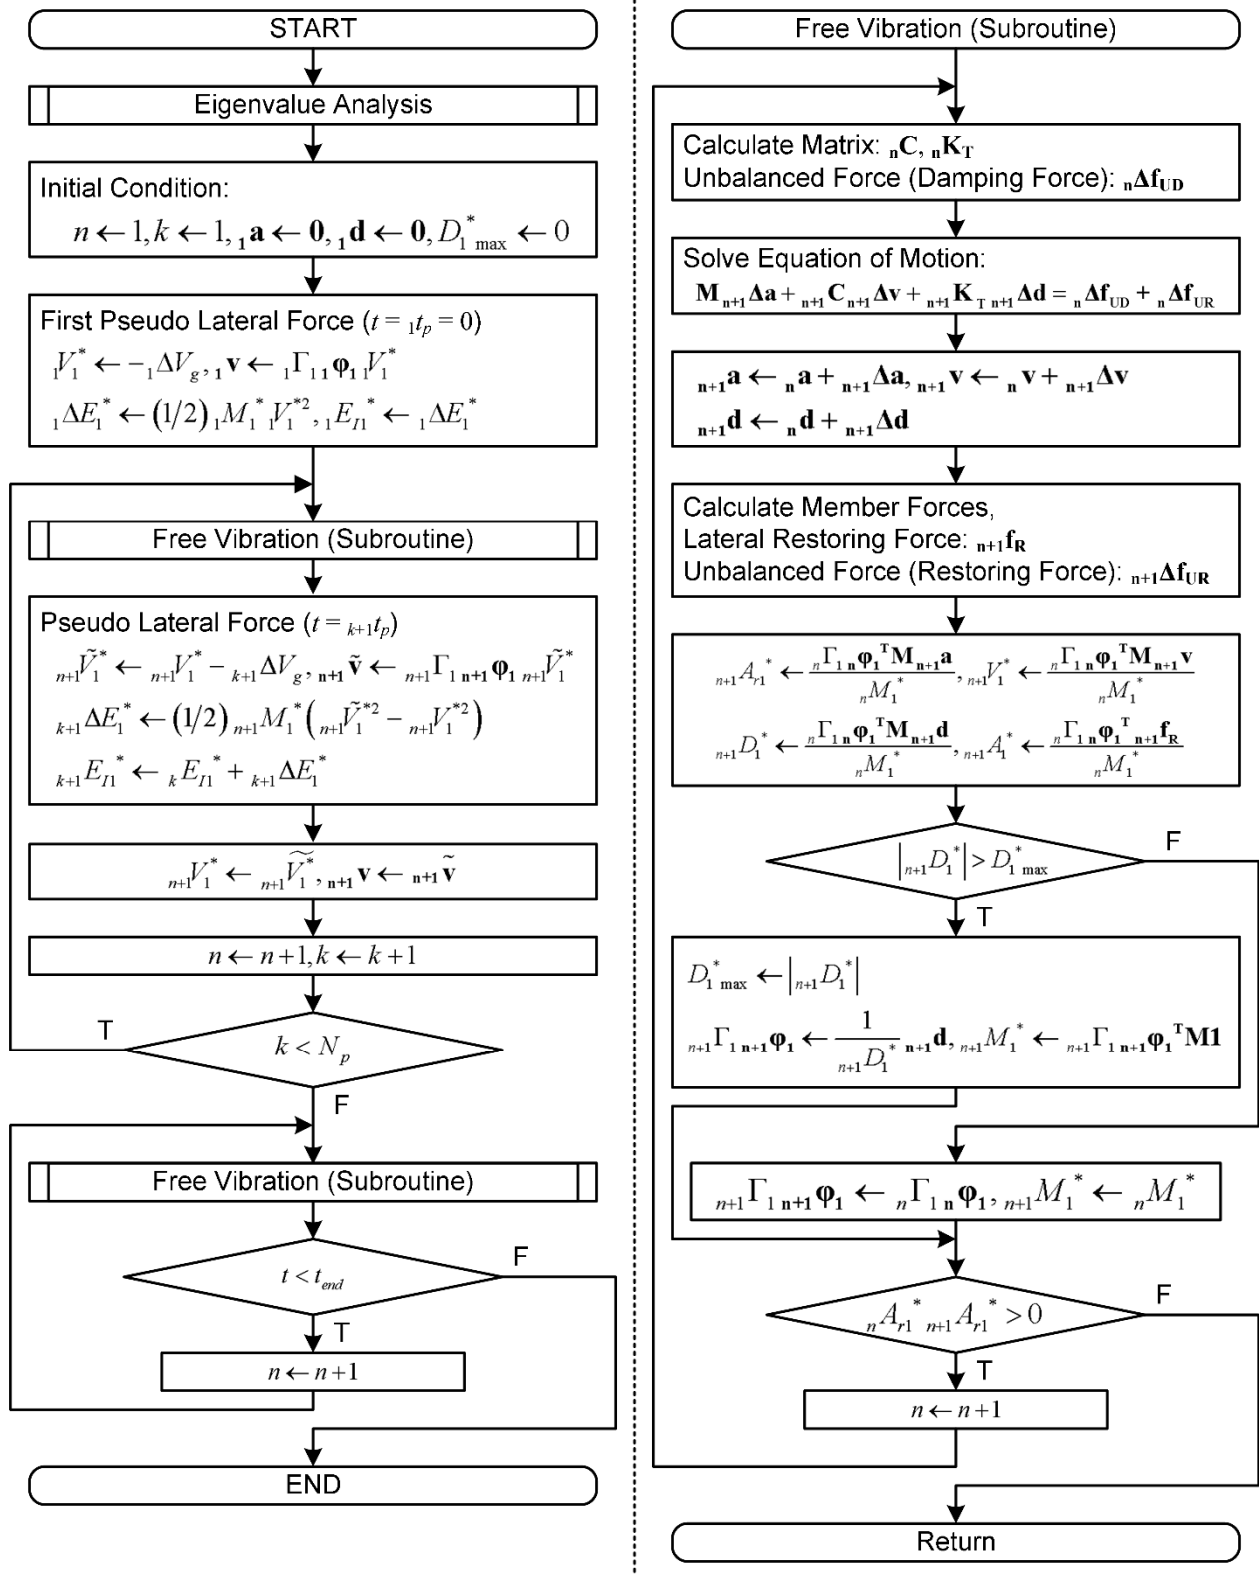 START
Eigenvalue Analysis
Initial Condition:
n ← 1, k ← 1, ₁a ← 0, ₁d ← 0, D₁*ₘₐₓ ← 0
First Pseudo Lateral Force (t = ₁tₚ = 0)
₁V₁* ← −₁ΔV_g, ₁v ← ₁Γ₁ ₁φ₁ ₁V₁*
₁ΔE₁* ← (1/2) ₁M₁* ₁V₁*², ₁E_I1* ← ₁ΔE₁*
Free Vibration (Subroutine)
Pseudo Lateral Force (t = ₖ₊₁tₚ)
ₙ₊₁Ṽ₁* ← ₙ₊₁V₁* − ₖ₊₁ΔV_g, ₙ₊₁ṽ ← ₙ₊₁Γ₁ ₙ₊₁φ₁ ₙ₊₁Ṽ₁*
ₖ₊₁ΔE₁* ← (1/2) ₙ₊₁M₁* (ₙ₊₁Ṽ₁*² − ₙ₊₁V₁*²)
ₖ₊₁E_I1* ← ₖE_I1* + ₖ₊₁ΔE₁*
ₙ₊₁V₁* ← ₙ₊₁Ṽ₁*, ₙ₊₁v ← ₙ₊₁ṽ
n ← n+1, k ← k+1
T
k < Nₚ
F
Free Vibration (Subroutine)
F
t < t_end
T
n ← n+1
END
Free Vibration (Subroutine)
Calculate Matrix: ₙC, ₙK_T
Unbalanced Force (Damping Force): ₙΔf_UD
Solve Equation of Motion:
M ₙ₊₁Δa + ₙ₊₁C ₙ₊₁Δv + ₙ₊₁K_T ₙ₊₁Δd = ₙΔf_UD + ₙΔf_UR
ₙ₊₁a ← ₙa + ₙ₊₁Δa, ₙ₊₁v ← ₙv + ₙ₊₁Δv
ₙ₊₁d ← ₙd + ₙ₊₁Δd
Calculate Member Forces,
Lateral Restoring Force: ₙ₊₁f_R
Unbalanced Force (Restoring Force): ₙ₊₁Δf_UR
ₙ₊₁A_r1* ← (ₙΓ₁ ₙφ₁ᵀ M ₙ₊₁a) / ₙM₁*, ₙ₊₁V₁* ← (ₙΓ₁ ₙφ₁ᵀ M ₙ₊₁v) / ₙM₁*
ₙ₊₁D₁* ← (ₙΓ₁ ₙφ₁ᵀ M ₙ₊₁d) / ₙM₁*, ₙ₊₁A₁* ← (ₙΓ₁ ₙφ₁ᵀ ₙ₊₁f_R) / ₙM₁*
F
|ₙ₊₁D₁*| > D₁*ₘₐₓ
T
D₁*ₘₐₓ ← |ₙ₊₁D₁*|
ₙ₊₁Γ₁ ₙ₊₁φ₁ ← (1 / ₙ₊₁D₁*) ₙ₊₁d, ₙ₊₁M₁* ← ₙ₊₁Γ₁ ₙ₊₁φ₁ᵀ M1
ₙ₊₁Γ₁ ₙ₊₁φ₁ ← ₙΓ₁ ₙφ₁, ₙ₊₁M₁* ← ₙM₁*
F
ₙA_r1* ₙ₊₁A_r1* > 0
T
n ← n+1
Return